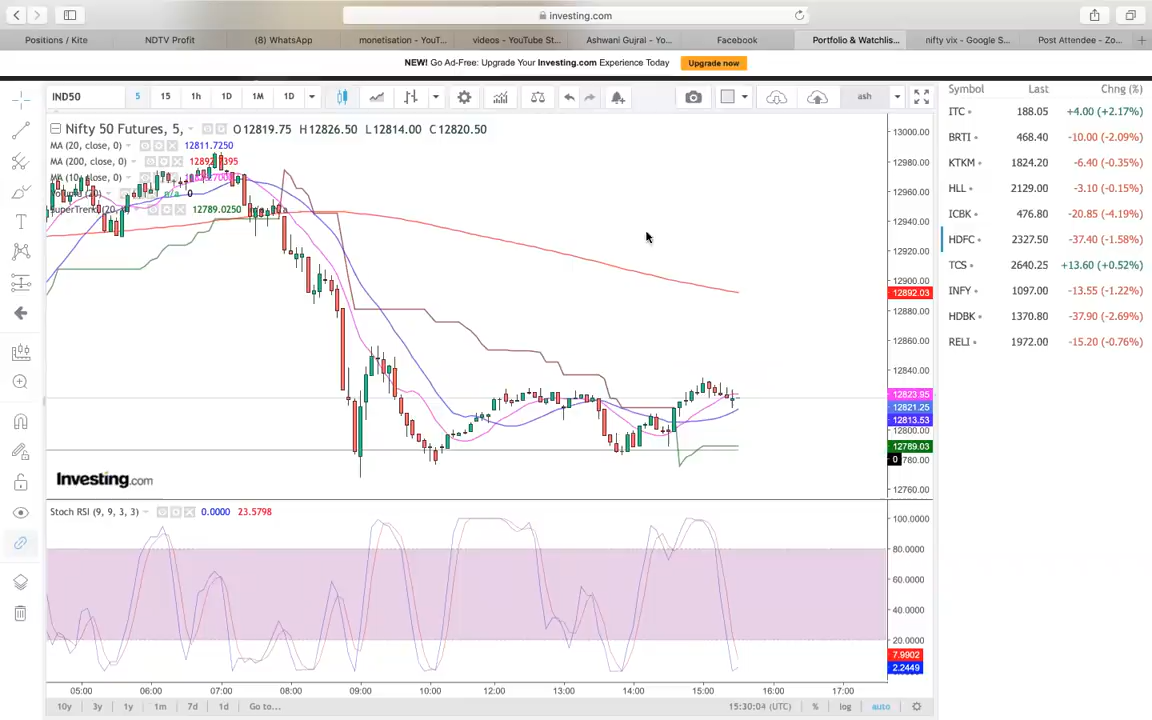 investing.com
Positions / Kite NDTV Profit (8) WhatsApp monetisation - YouT... videos - YouTube St... Ashwani Gujral - Yo... Facebook Portfolio & Watchlis... nifty vix - Google S... Post Attendee - Zo...
NEW! Go Ad-Free: Upgrade Your Investing.com Experience Today Upgrade now
IND50 5 15 1h 1D 1M 1D ash
Nifty 50 Futures, 5, O12819.75 H12826.50 L12814.00 C12820.50
MA (20, close, 0) 12811.7250
MA (200, close, 0)
MA (10, close, 0)
n/a 0
SuperTrend (20, 12789.0250 n/a
13000.00
12980.00
12960.00
12940.00
12920.00
12900.00
12892.03
12880.00
12860.00
12840.00
12823.95
12821.25
12813.53
12800.00
12789.03
0
12760.00
Investing.com
Symbol Last Chng (%)
ITC 188.05 +4.00 (+2.17%)
BRTI 468.40 -10.00 (-2.09%)
KTKM 1824.20 -6.40 (-0.35%)
HLL 2129.00 -3.10 (-0.15%)
ICBK 476.80 -20.85 (-4.19%)
HDFC 2327.50 -37.40 (-1.58%)
TCS 2640.25 +13.60 (+0.52%)
INFY 1097.00 -13.55 (-1.22%)
HDBK 1370.80 -37.90 (-2.69%)
RELI 1972.00 -15.20 (-0.76%)
Stoch RSI (9, 9, 3, 3) 0.0000 23.5798
100.0000
80.0000
60.0000
40.0000
20.0000
7.9902
2.2449
05:00 06:00 07:00 08:00 09:00 10:00 12:00 13:00 14:00 15:00 16:00 17:00
10y 3y 1y 1m 7d 1d Go to... 15:30:04 (UTC) % log auto